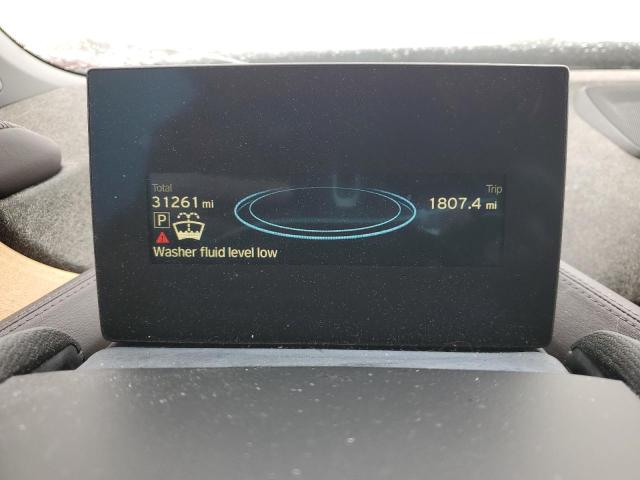 Total
31261 mi
P
Washer fluid level low
Trip
1807.4 mi